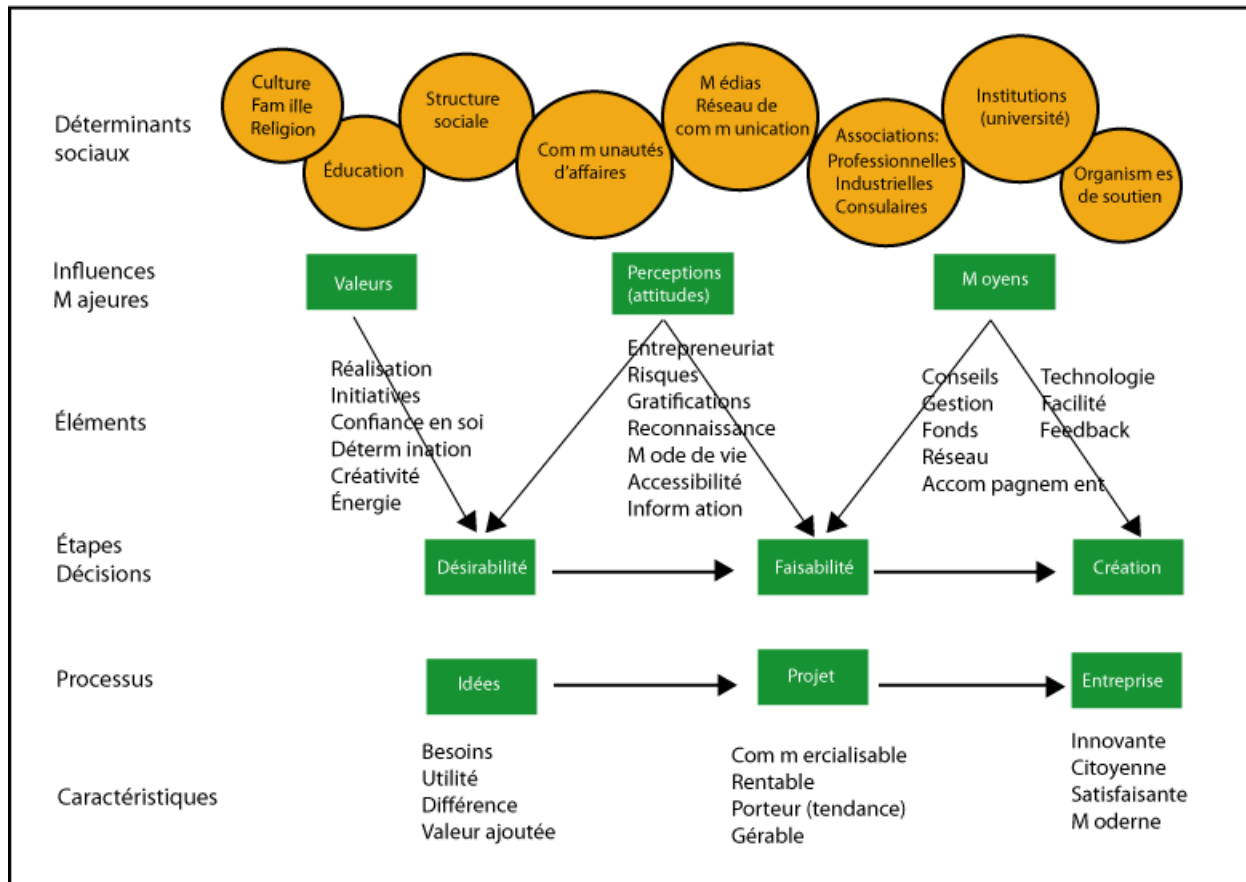 Déterminants
sociaux
Culture
Famille
Religion
Éducation
Structure
sociale
Communautés
d'affaires
Médias
Réseau de
communication
Associations:
Professionnelles
Industrielles
Consulaires
Institutions
(université)
Organismes
de soutien
Influences
Majeures
Valeurs
Perceptions
(attitudes)
Moyens
Éléments
Réalisation
Initiatives
Confiance en soi
Détermination
Créativité
Énergie
Entrepreneuriat
Risques
Gratifications
Reconnaissance
Mode de vie
Accessibilité
Information
Conseils
Gestion
Fonds
Réseau
Accompagnement
Technologie
Facilité
Feedback
Étapes
Décisions
Désirabilité
Faisabilité
Création
Processus
Idées
Projet
Entreprise
Caractéristiques
Besoins
Utilité
Différence
Valeur ajoutée
Commercialisable
Rentable
Porteur (tendance)
Gérable
Innovante
Citoyenne
Satisfaisante
Moderne